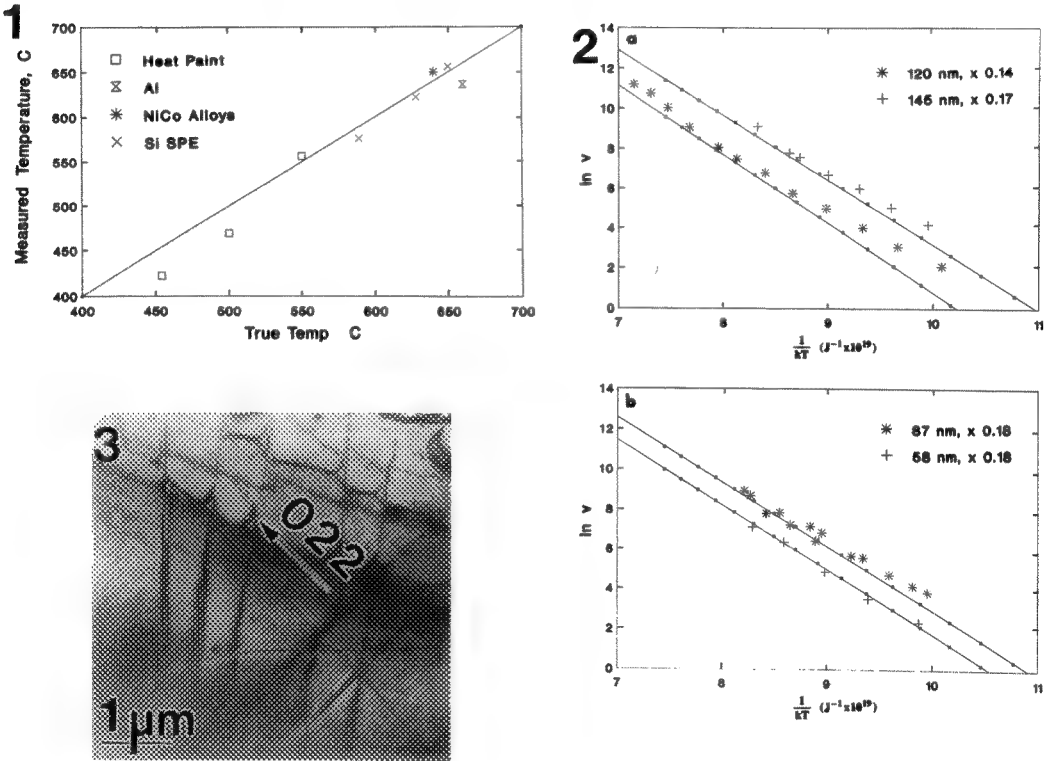 1
Measured Temperature, C
700
650
600
550
500
450
400
Heat Paint
Al
NiCo Alloys
Si SPE
400 450 500 550 600 650 700
True Temp C
2
a
ln v
14
12
10
8
6
4
2
0
120 nm, x 0.14
145 nm, x 0.17
7 8 9 10 11
1/kT (J⁻¹x10¹⁹)
3
022
1 μm
b
ln v
14
12
10
8
6
4
2
0
87 nm, x 0.18
58 nm, x 0.18
7 8 9 10 11
1/kT (J⁻¹x10¹⁹)